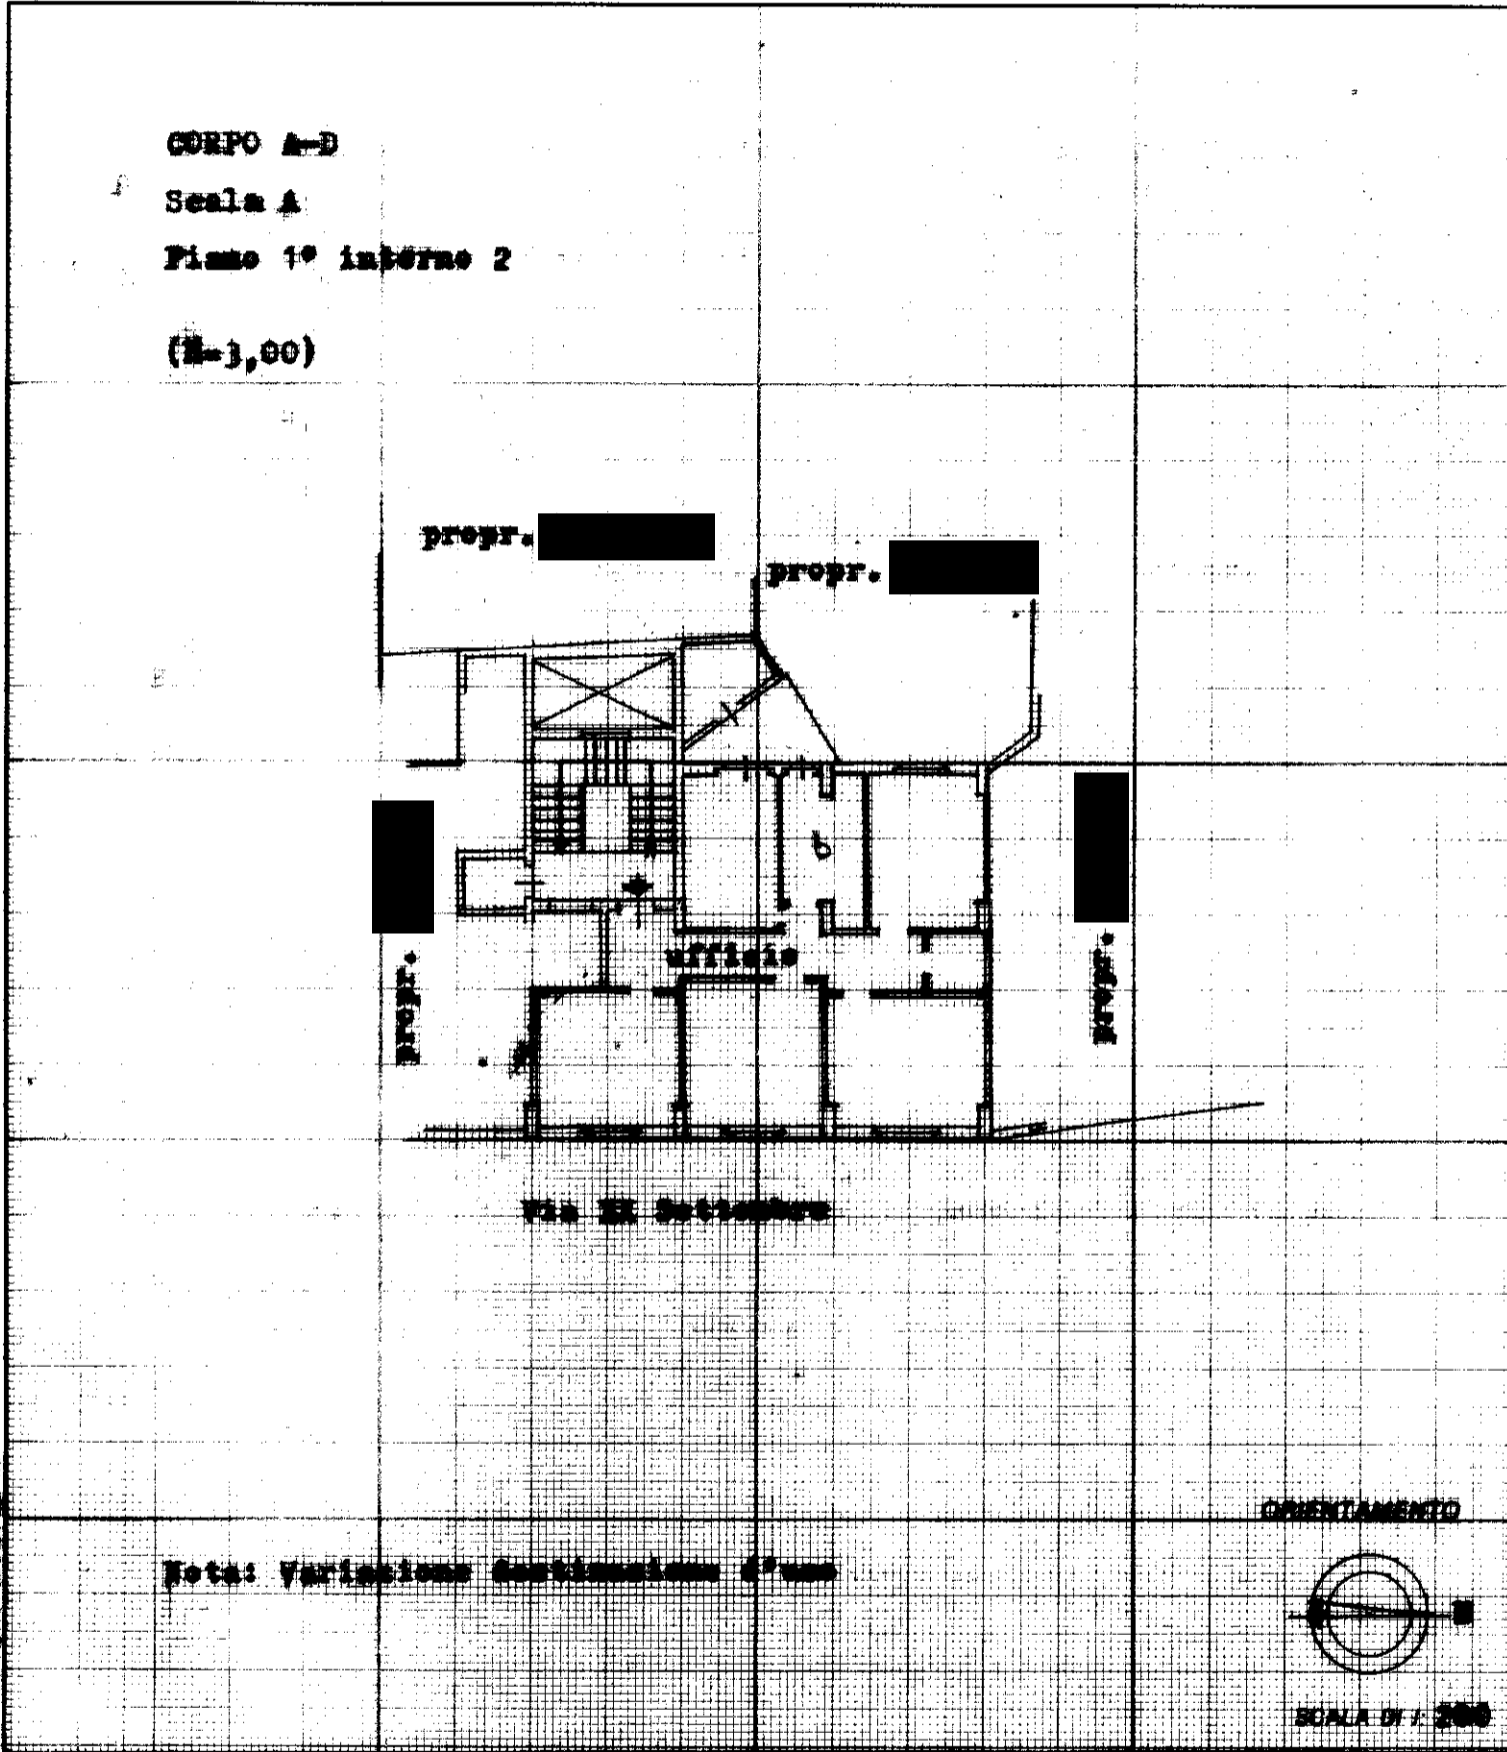 CORPO A-D
Scala A
Piano 1° interno 2
(H=3,00)
propr.
propr.
propr.
propr.
ufficio
Via XX Settembre
Nota: Variazione destinazione d'uso
ORIENTAMENTO
N
SCALA DI 1: 200